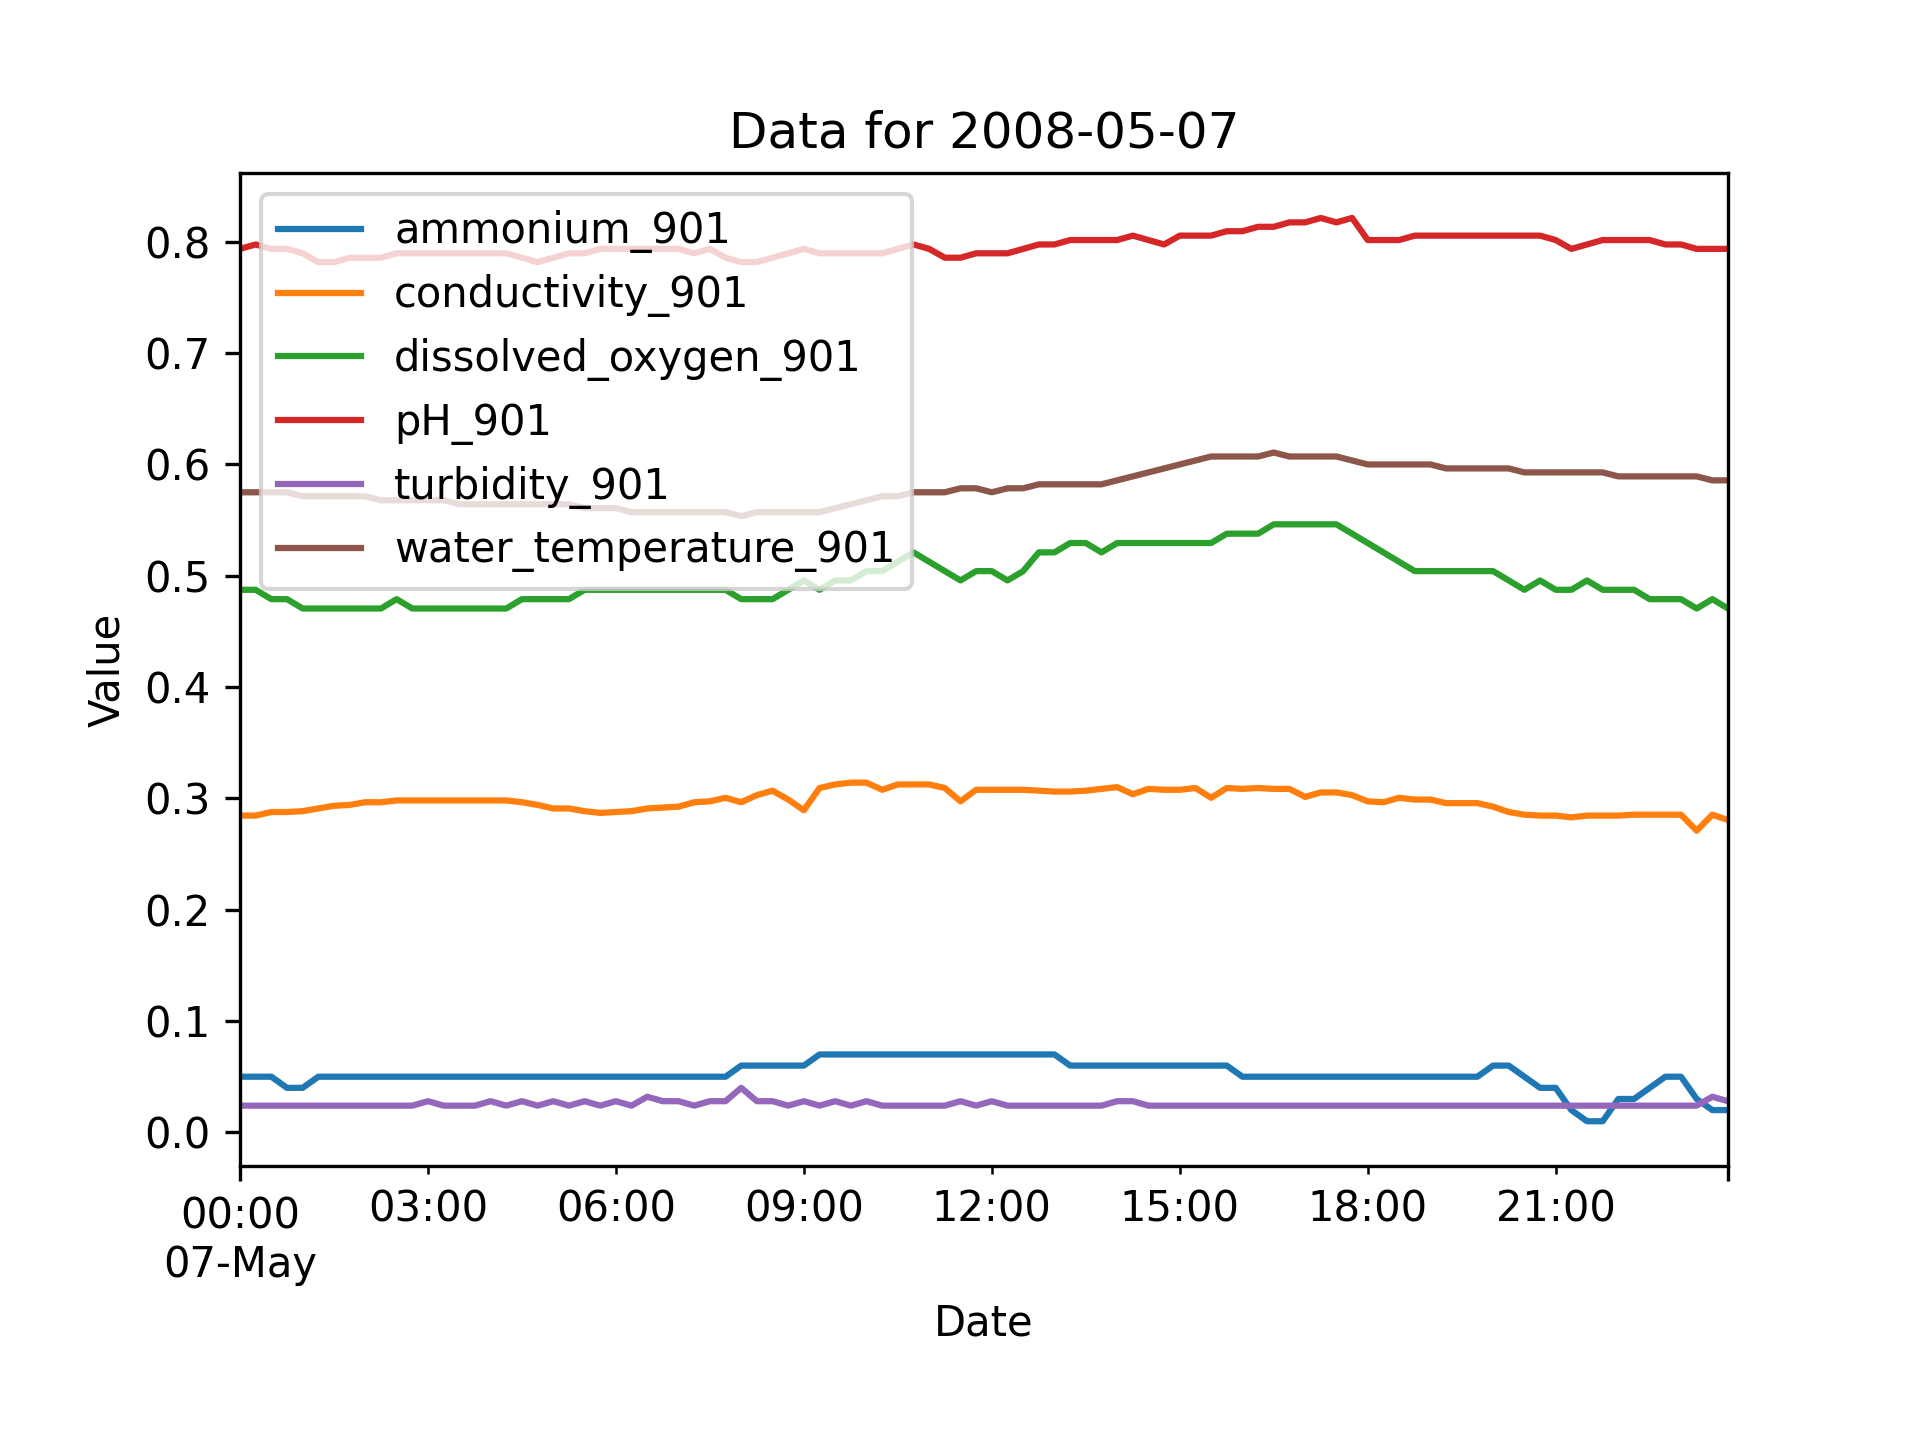 Data for 2008-05-07
ammonium_901
conductivity_901
dissolved_oxygen_901
pH_901
turbidity_901
water_temperature_901
0.8
0.7
0.6
0.5
0.4
0.3
0.2
0.1
0.0
Value
00:00 03:00 06:00 09:00 12:00 15:00 18:00 21:00
07-May
Date